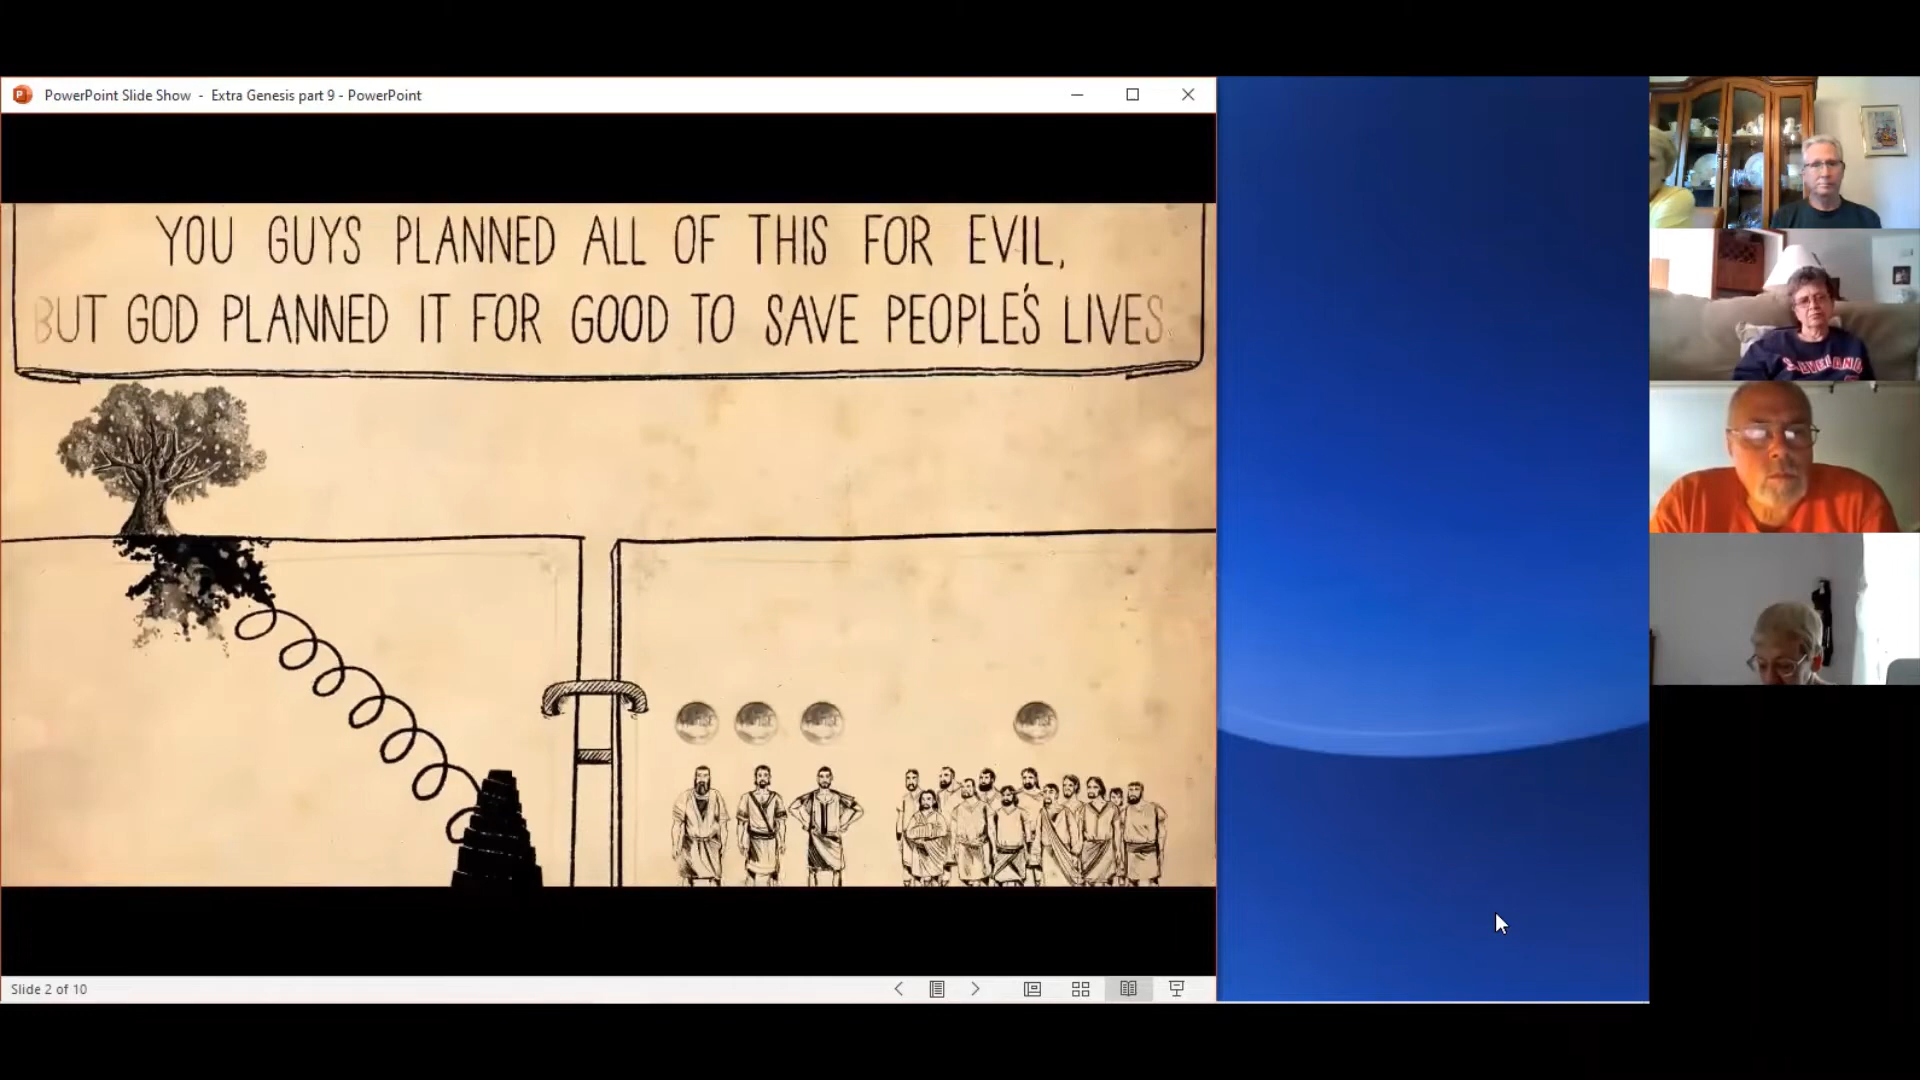 PowerPoint Slide Show - Extra Genesis part 9 - PowerPoint
YOU GUYS PLANNED ALL OF THIS FOR EVIL,
BUT GOD PLANNED IT FOR GOOD TO SAVE PEOPLE'S LIVES
Slide 2 of 10